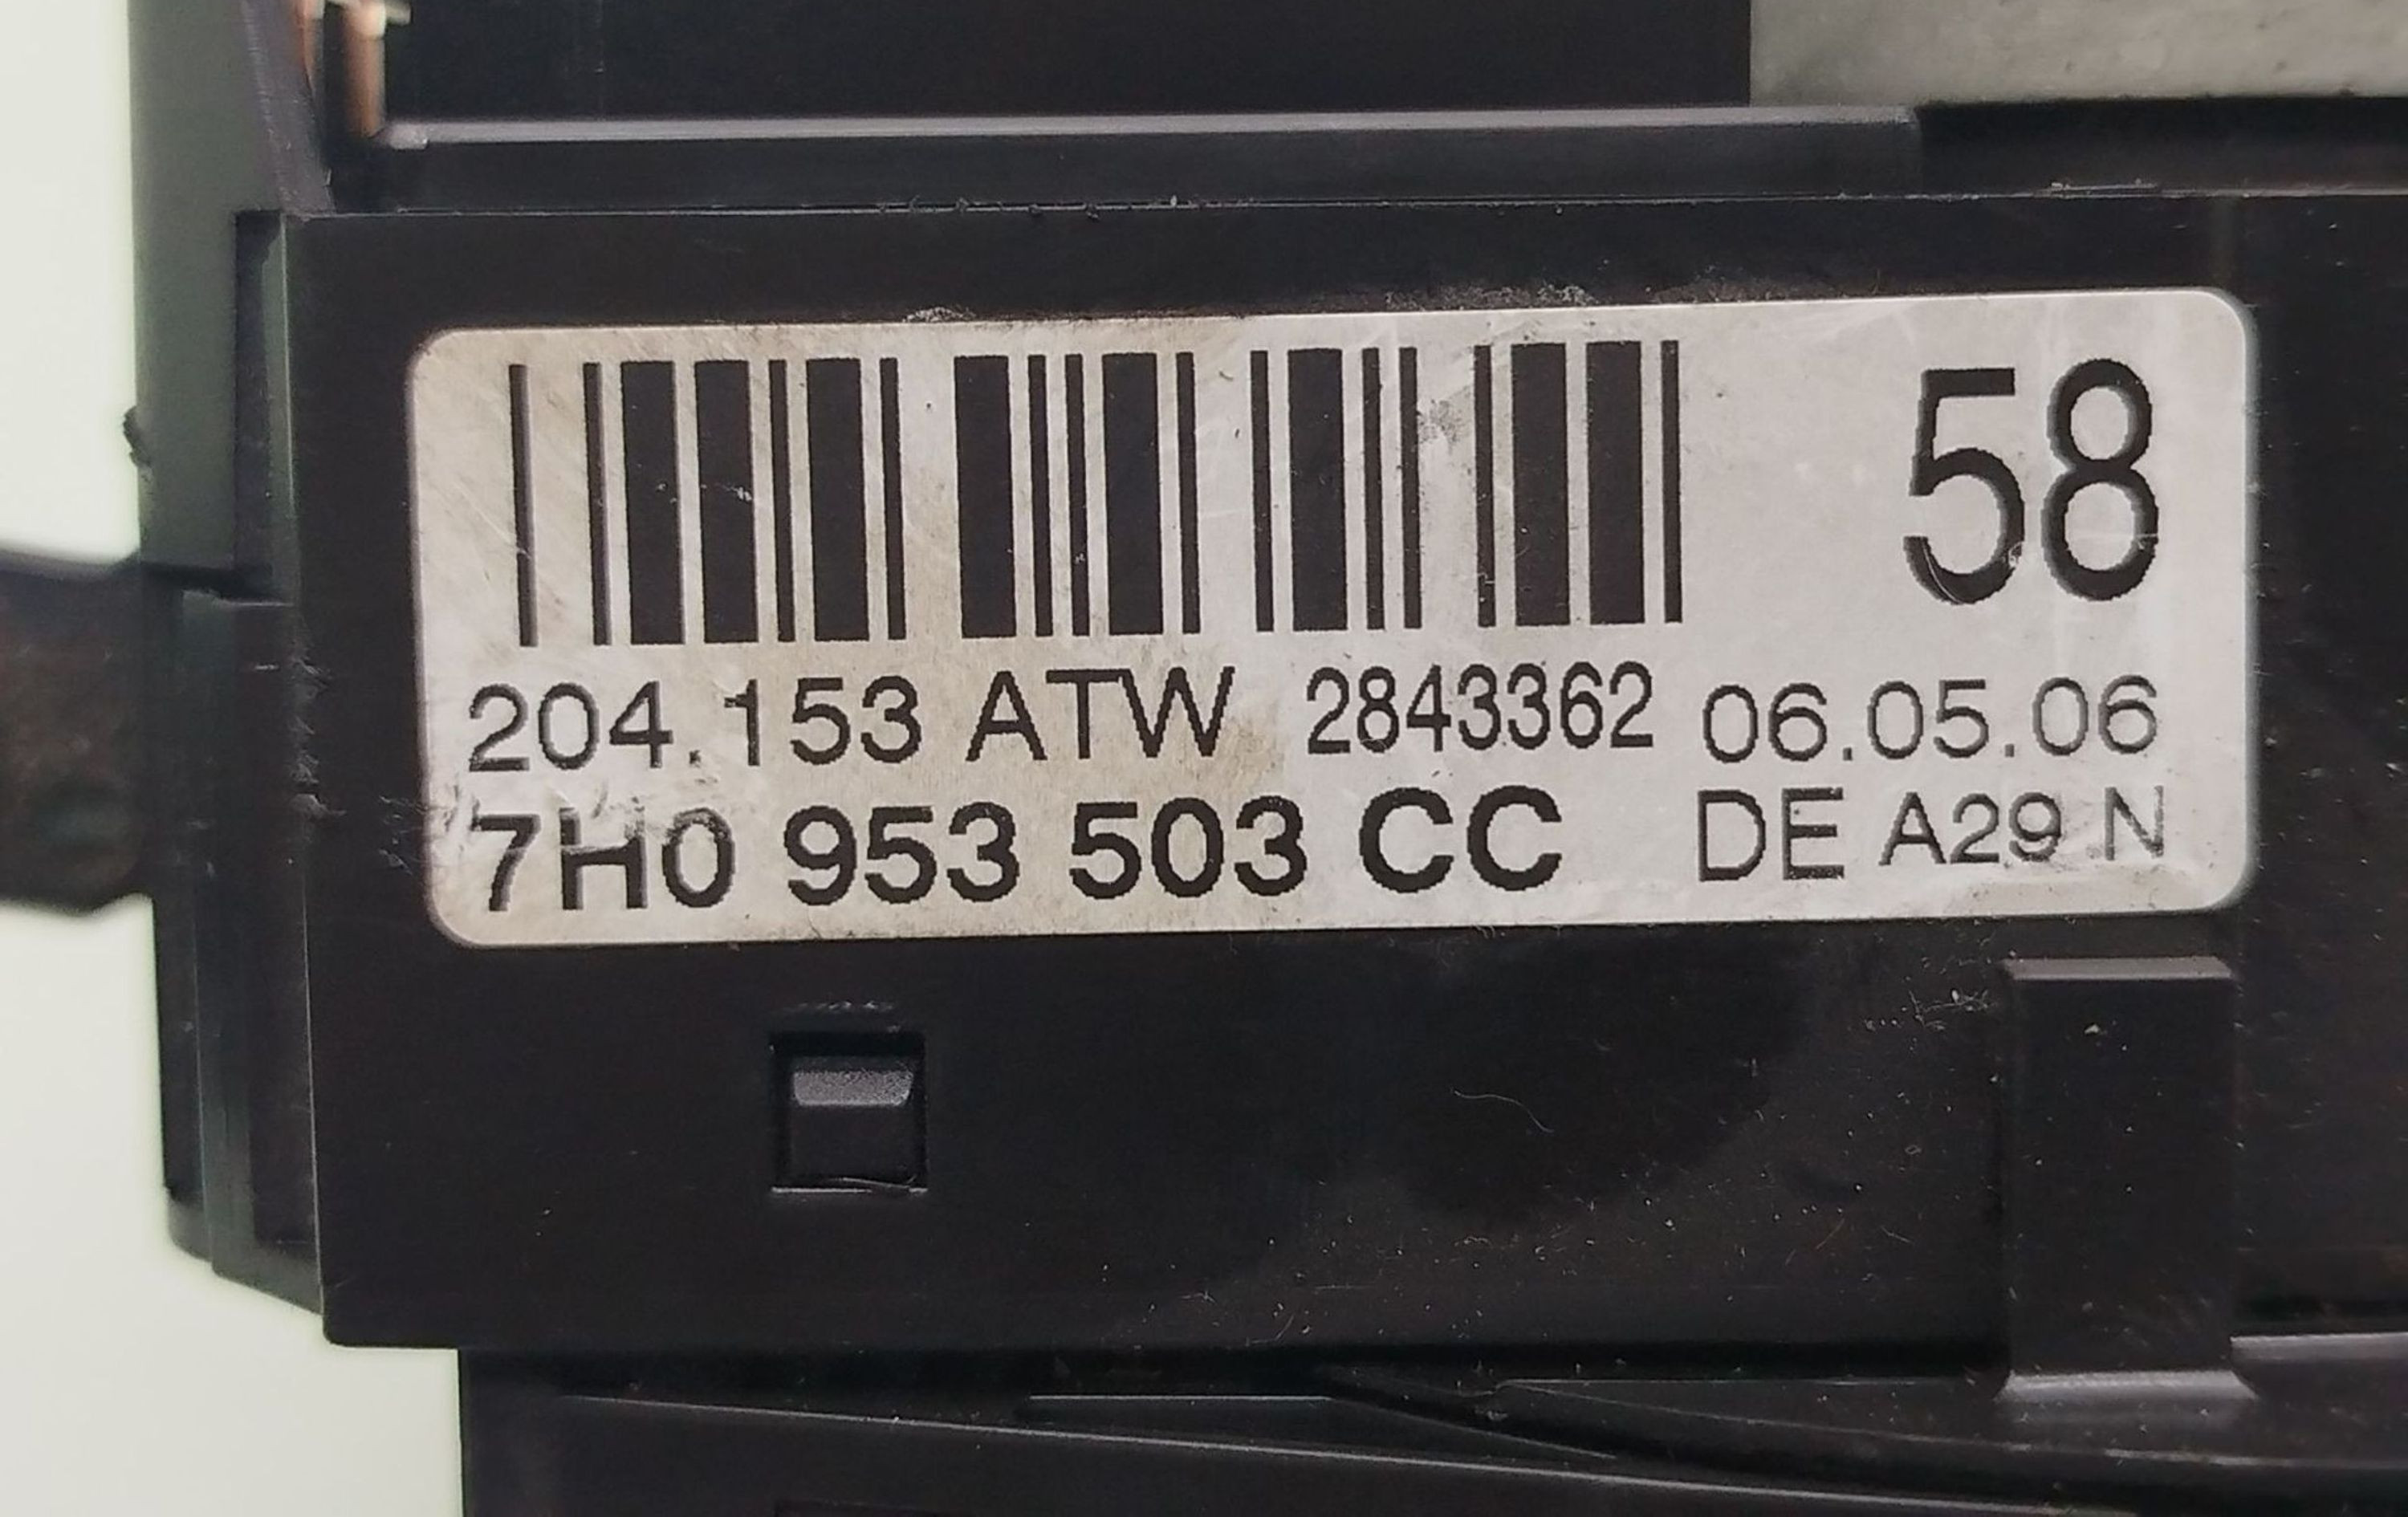 58
204.153 ATW 2843362 06.05.06
7H0 953 503 CC DE A29 N